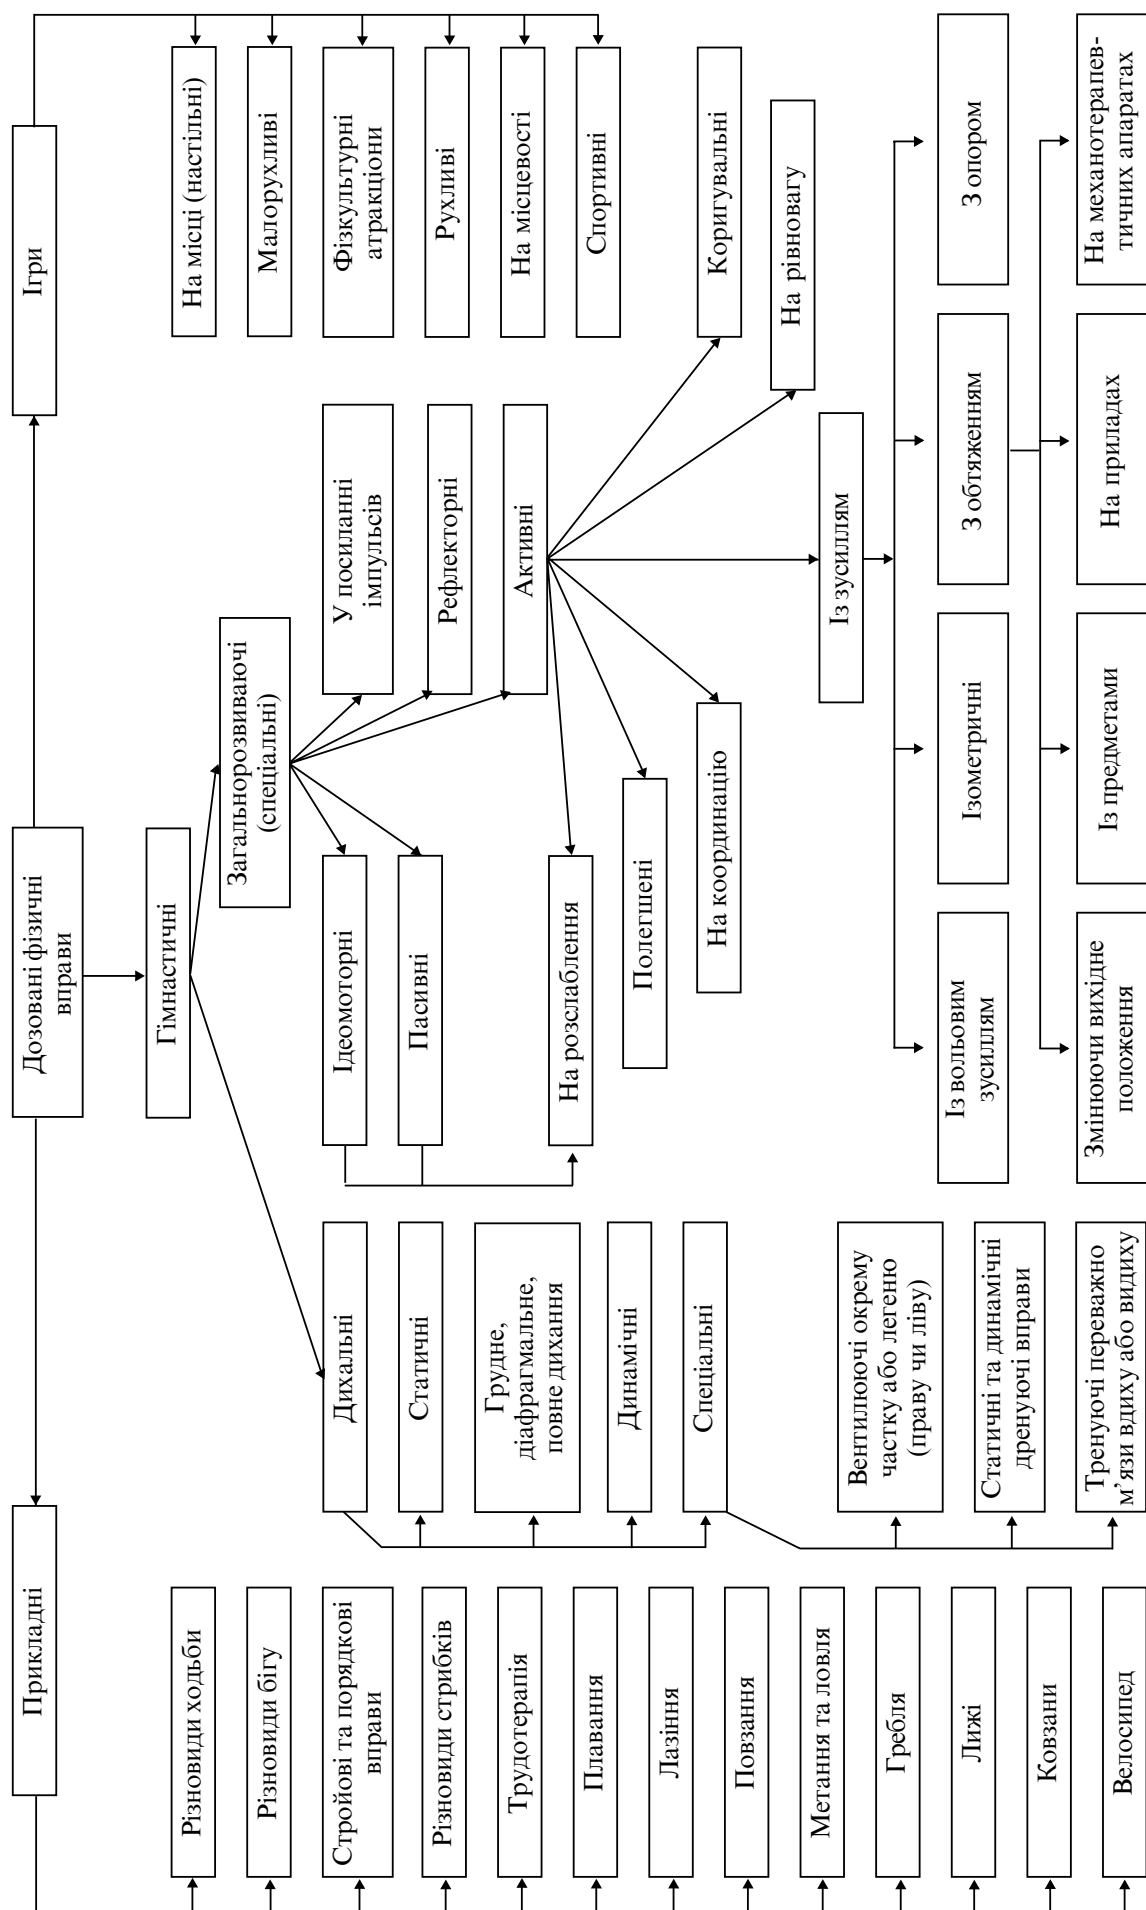 Дозовані фізичні
вправи
Прикладні
Гімнастичні
Ігри
Різновиди ходьби
Різновиди бігу
Стройові та порядкові
вправи
Різновиди стрибків
Трудотерапія
Плавання
Лазіння
Повзання
Метання та ловля
Гребля
Лижі
Ковзани
Велосипед
Дихальні
Статичні
Грудне,
діафрагмальне,
повне дихання
Динамічні
Спеціальні
Вентилюючі окрему
частку або легеню
(праву чи ліву)
Статичні та динамічні
дренуючі вправи
Тренуючі переважно
м’язи вдиху або видиху
Загальнорозвиваючі
(спеціальні)
Ідеомоторні
Пасивні
У посиланні
імпульсів
Рефлекторні
Активні
На розслаблення
Полегшені
На координацію
Із зусиллям
На рівновагу
Коригувальні
Із вольовим
зусиллям
Ізометричні
З обтяженням
З опором
Змінюючи вихідне
положення
Із предметами
На приладах
На механотерапев-
тичних апаратах
На місці (настільні)
Малорухливі
Фізкультурні
атракціони
Рухливі
На місцевості
Спортивні